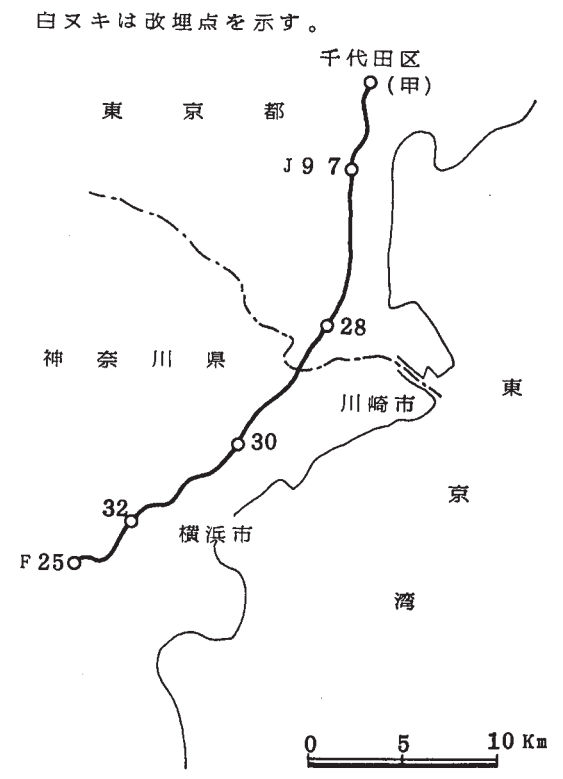 白ヌキは改埋点を示す。
千代田区
(甲)
東京都
J97
28
神奈川県
川崎市
東京湾
30
32
横浜市
F25
0 5 10 Km